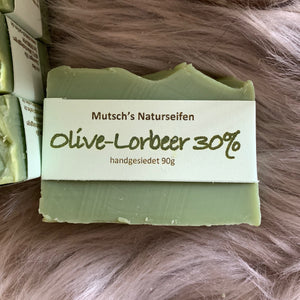 Mutsch's Naturseifen
Olive-Lorbeer 30%
handgesiedet 90g